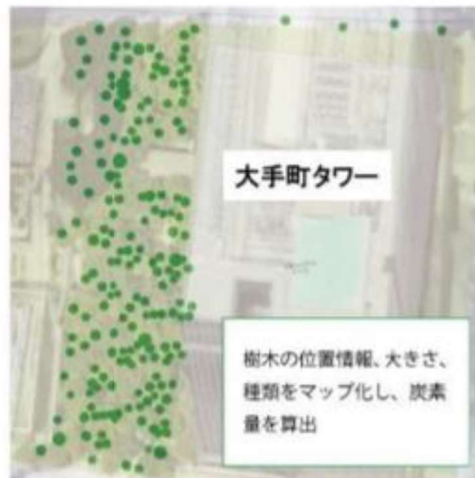 大手町タワー
樹木の位置情報、大きさ、
種類をマップ化し、炭素
量を算出